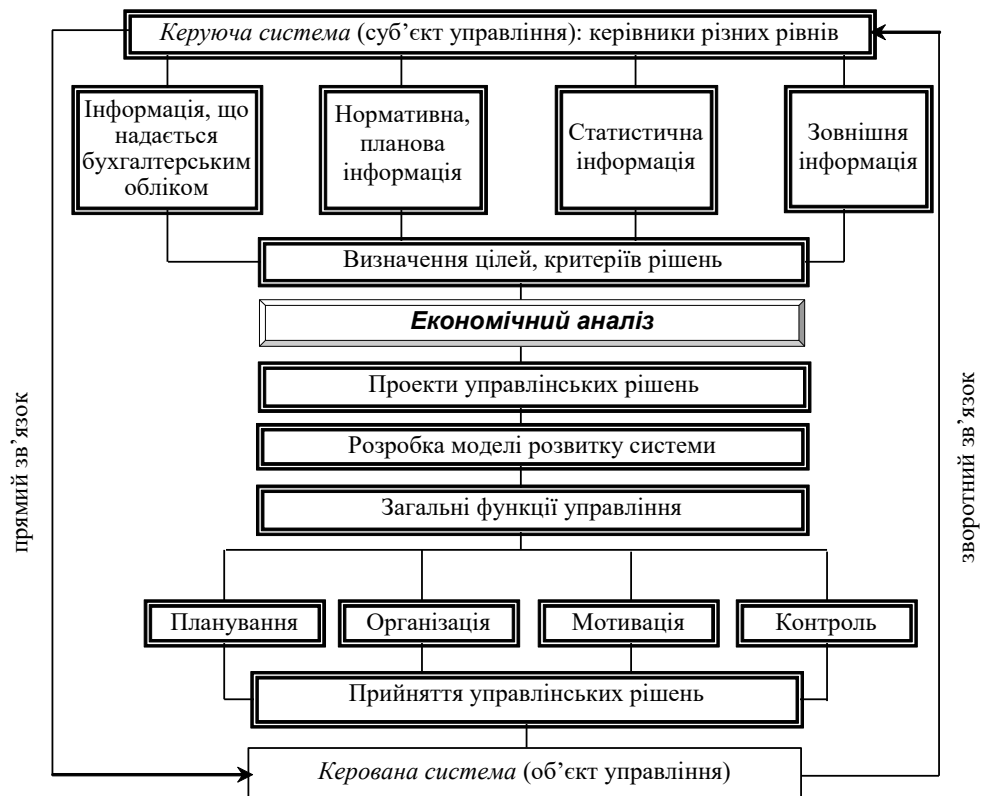 Керуюча система (суб’єкт управління): керівники різних рівнів
Інформація, що
надається
бухгалтерським
обліком
Нормативна,
планова
інформація
Статистична
інформація
Зовнішня
інформація
Визначення цілей, критеріїв рішень
Економічний аналіз
Проекти управлінських рішень
Розробка моделі розвитку системи
Загальні функції управління
Планування
Організація
Мотивація
Контроль
Прийняття управлінських рішень
Керована система (об’єкт управління)
прямий зв’язок
зворотний зв’язок